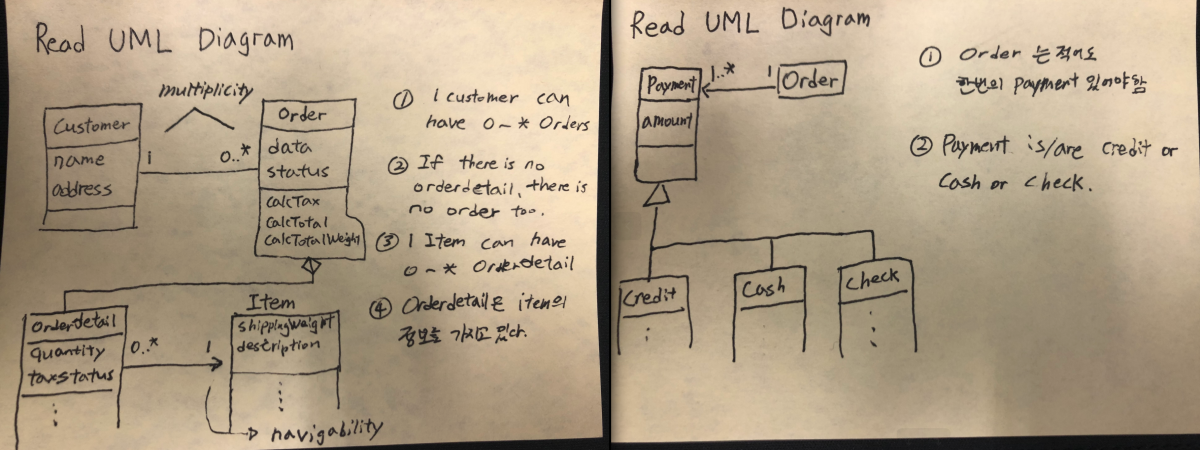 Read UML Diagram
multiplicity
Customer
name
address
1
0..*
Order
data
status
calcTax
calcTotal
calcTotalWeight
① 1 customer can
have 0~* Orders
② If there is no
orderdetail, there is
no order too.
③ 1 Item can have
0~* Orderdetail
④ Orderdetail은 item의
정보를 가지고 있다.
Orderdetail
quantity
taxstatus
0..*
1
Item
shippingWeight
description
navigability
Read UML Diagram
Payment
amount
1..*
1
Order
① Order 는 적어도
한번의 payment 있어야함
② Payment is/are credit or
Cash or check.
Credit
Cash
Check